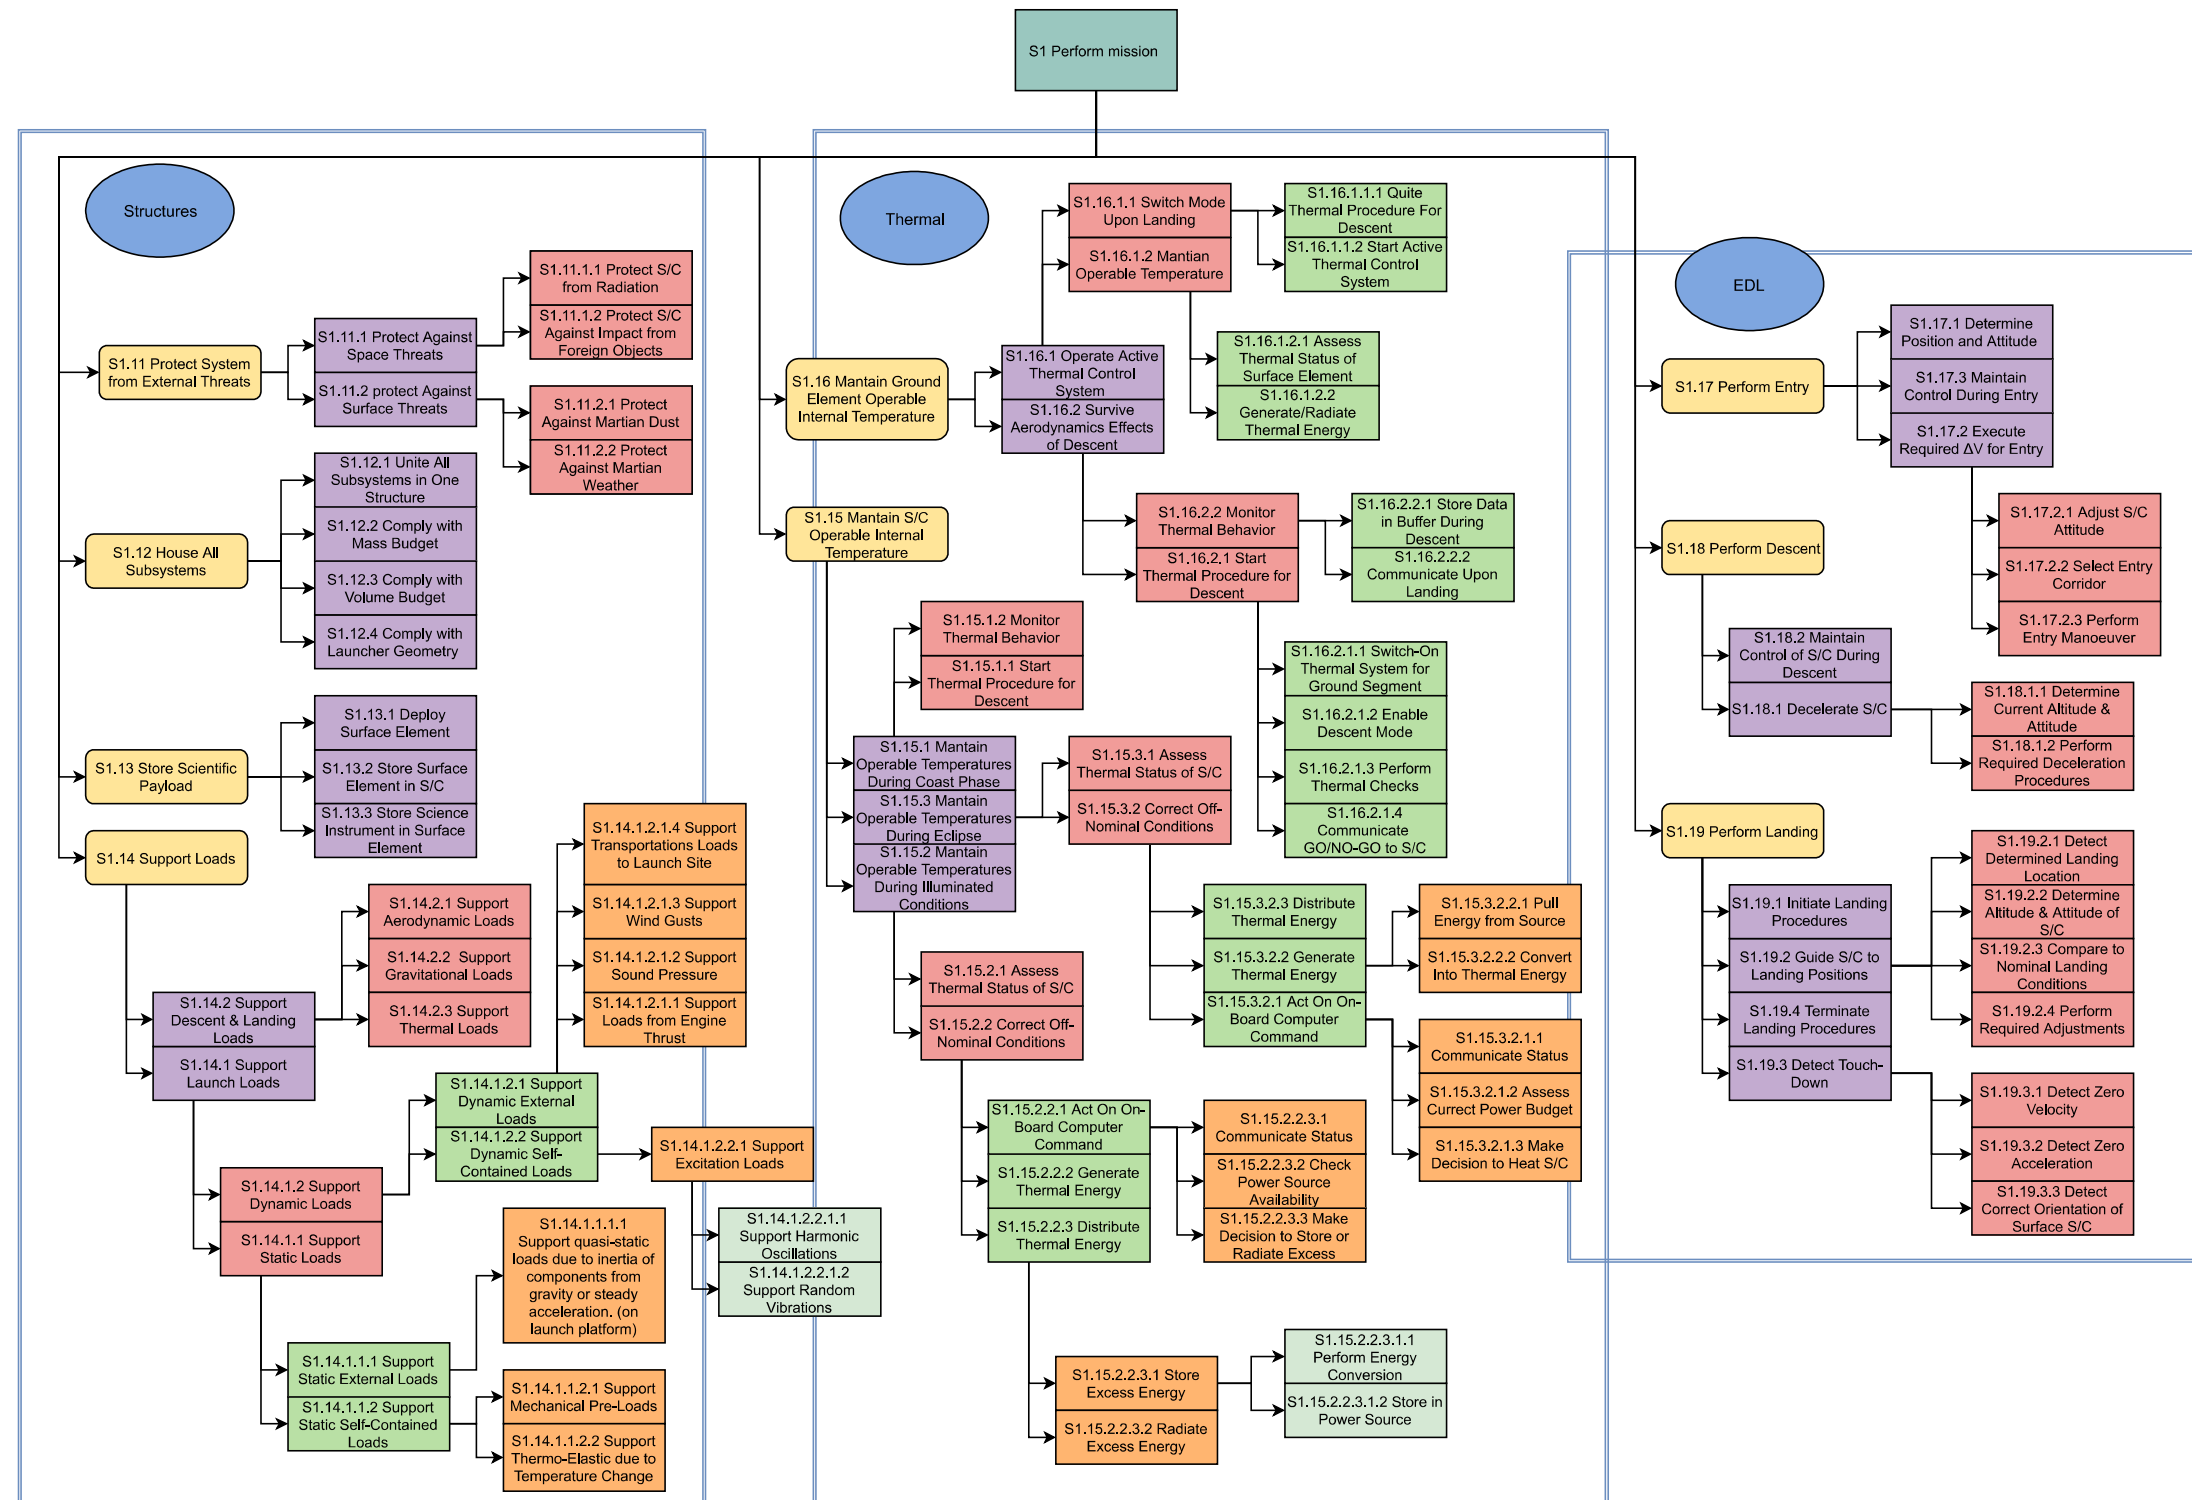 S1 Perform mission
Structures
S1.11 Protect System
from External Threats
S1.11.1 Protect Against
Space Threats
S1.11.2 protect Against
Surface Threats
S1.11.1.1 Protect S/C
from Radiation
S1.11.1.2 Protect S/C
Against Impact from
Foreign Objects
S1.11.2.1 Protect
Against Martian Dust
S1.11.2.2 Protect
Against Martian
Weather
S1.12 House All
Subsystems
S1.12.1 Unite All
Subsystems in One
Structure
S1.12.2 Comply with
Mass Budget
S1.12.3 Comply with
Volume Budget
S1.12.4 Comply with
Launcher Geometry
S1.13 Store Scientific
Payload
S1.13.1 Deploy
Surface Element
S1.13.2 Store Surface
Element in S/C
S1.13.3 Store Science
Instrument in Surface
Element
S1.14 Support Loads
S1.14.2 Support
Descent & Landing
Loads
S1.14.1 Support
Launch Loads
S1.14.2.1 Support
Aerodynamic Loads
S1.14.2.2  Support
Gravitational Loads
S1.14.2.3 Support
Thermal Loads
S1.14.1.2 Support
Dynamic Loads
S1.14.1.1 Support
Static Loads
S1.14.1.2.1 Support
Dynamic External
Loads
S1.14.1.2.2 Support
Dynamic Self-
Contained Loads
S1.14.1.2.1.4 Support
Transportations Loads
to Launch Site
S1.14.1.2.1.3 Support
Wind Gusts
S1.14.1.2.1.2 Support
Sound Pressure
S1.14.1.2.1.1 Support
Loads from Engine
Thrust
S1.14.1.2.2.1 Support
Excitation Loads
S1.14.1.2.2.1.1
Support Harmonic
Oscillations
S1.14.1.2.2.1.2
Support Random
Vibrations
S1.14.1.1.1 Support
Static External Loads
S1.14.1.1.2 Support
Static Self-Contained
Loads
S1.14.1.1.1.1
Support quasi-static
loads due to inertia of
components from
gravity or steady
acceleration. (on
launch platform)
S1.14.1.1.2.1 Support
Mechanical Pre-Loads
S1.14.1.1.2.2 Support
Thermo-Elastic due to
Temperature Change
Thermal
S1.16 Mantain Ground
Element Operable
Internal Temperature
S1.16.1 Operate Active
Thermal Control
System
S1.16.2 Survive
Aerodynamics Effects
of Descent
S1.16.1.1 Switch Mode
Upon Landing
S1.16.1.2 Mantian
Operable Temperature
S1.16.1.1.1 Quite
Thermal Procedure For
Descent
S1.16.1.1.2 Start Active
Thermal Control
System
S1.16.1.2.1 Assess
Thermal Status of
Surface Element
S1.16.1.2.2
Generate/Radiate
Thermal Energy
S1.16.2.2 Monitor
Thermal Behavior
S1.16.2.1 Start
Thermal Procedure for
Descent
S1.16.2.2.1 Store Data
in Buffer During
Descent
S1.16.2.2.2
Communicate Upon
Landing
S1.16.2.1.1 Switch-On
Thermal System for
Ground Segment
S1.16.2.1.2 Enable
Descent Mode
S1.16.2.1.3 Perform
Thermal Checks
S1.16.2.1.4
Communicate
GO/NO-GO to S/C
S1.15 Mantain S/C
Operable Internal
Temperature
S1.15.1.2 Monitor
Thermal Behavior
S1.15.1.1 Start
Thermal Procedure for
Descent
S1.15.1 Mantain
Operable Temperatures
During Coast Phase
S1.15.3 Mantain
Operable Temperatures
During Eclipse
S1.15.2 Mantain
Operable Temperatures
During Illuminated
Conditions
S1.15.3.1 Assess
Thermal Status of S/C
S1.15.3.2 Correct Off-
Nominal Conditions
S1.15.3.2.3 Distribute
Thermal Energy
S1.15.3.2.2 Generate
Thermal Energy
S1.15.3.2.1 Act On On-
Board Computer
Command
S1.15.3.2.2.1 Pull
Energy from Source
S1.15.3.2.2.2 Convert
Into Thermal Energy
S1.15.3.2.1.1
Communicate Status
S1.15.3.2.1.2 Assess
Currect Power Budget
S1.15.3.2.1.3 Make
Decision to Heat S/C
S1.15.2.1 Assess
Thermal Status of S/C
S1.15.2.2 Correct Off-
Nominal Conditions
S1.15.2.2.1 Act On On-
Board Computer
Command
S1.15.2.2.2 Generate
Thermal Energy
S1.15.2.2.3 Distribute
Thermal Energy
S1.15.2.2.3.1
Communicate Status
S1.15.2.2.3.2 Check
Power Source
Availability
S1.15.2.2.3.3 Make
Decision to Store or
Radiate Excess
S1.15.2.2.3.1 Store
Excess Energy
S1.15.2.2.3.2 Radiate
Excess Energy
S1.15.2.2.3.1.1
Perform Energy
Conversion
S1.15.2.2.3.1.2 Store in
Power Source
EDL
S1.17 Perform Entry
S1.17.1 Determine
Position and Attitude
S1.17.3 Maintain
Control During Entry
S1.17.2 Execute
Required ΔV for Entry
S1.17.2.1 Adjust S/C
Attitude
S1.17.2.2 Select Entry
Corridor
S1.17.2.3 Perform
Entry Manoeuver
S1.18 Perform Descent
S1.18.2 Maintain
Control of S/C During
Descent
S1.18.1 Decelerate S/C
S1.18.1.1 Determine
Current Altitude &
Attitude
S1.18.1.2 Perform
Required Deceleration
Procedures
S1.19 Perform Landing
S1.19.1 Initiate Landing
Procedures
S1.19.2 Guide S/C to
Landing Positions
S1.19.4 Terminate
Landing Procedures
S1.19.3 Detect Touch-
Down
S1.19.2.1 Detect
Determined Landing
Location
S1.19.2.2 Determine
Altitude & Attitude of
S/C
S1.19.2.3 Compare to
Nominal Landing
Conditions
S1.19.2.4 Perform
Required Adjustments
S1.19.3.1 Detect Zero
Velocity
S1.19.3.2 Detect Zero
Acceleration
S1.19.3.3 Detect
Correct Orientation of
Surface S/C